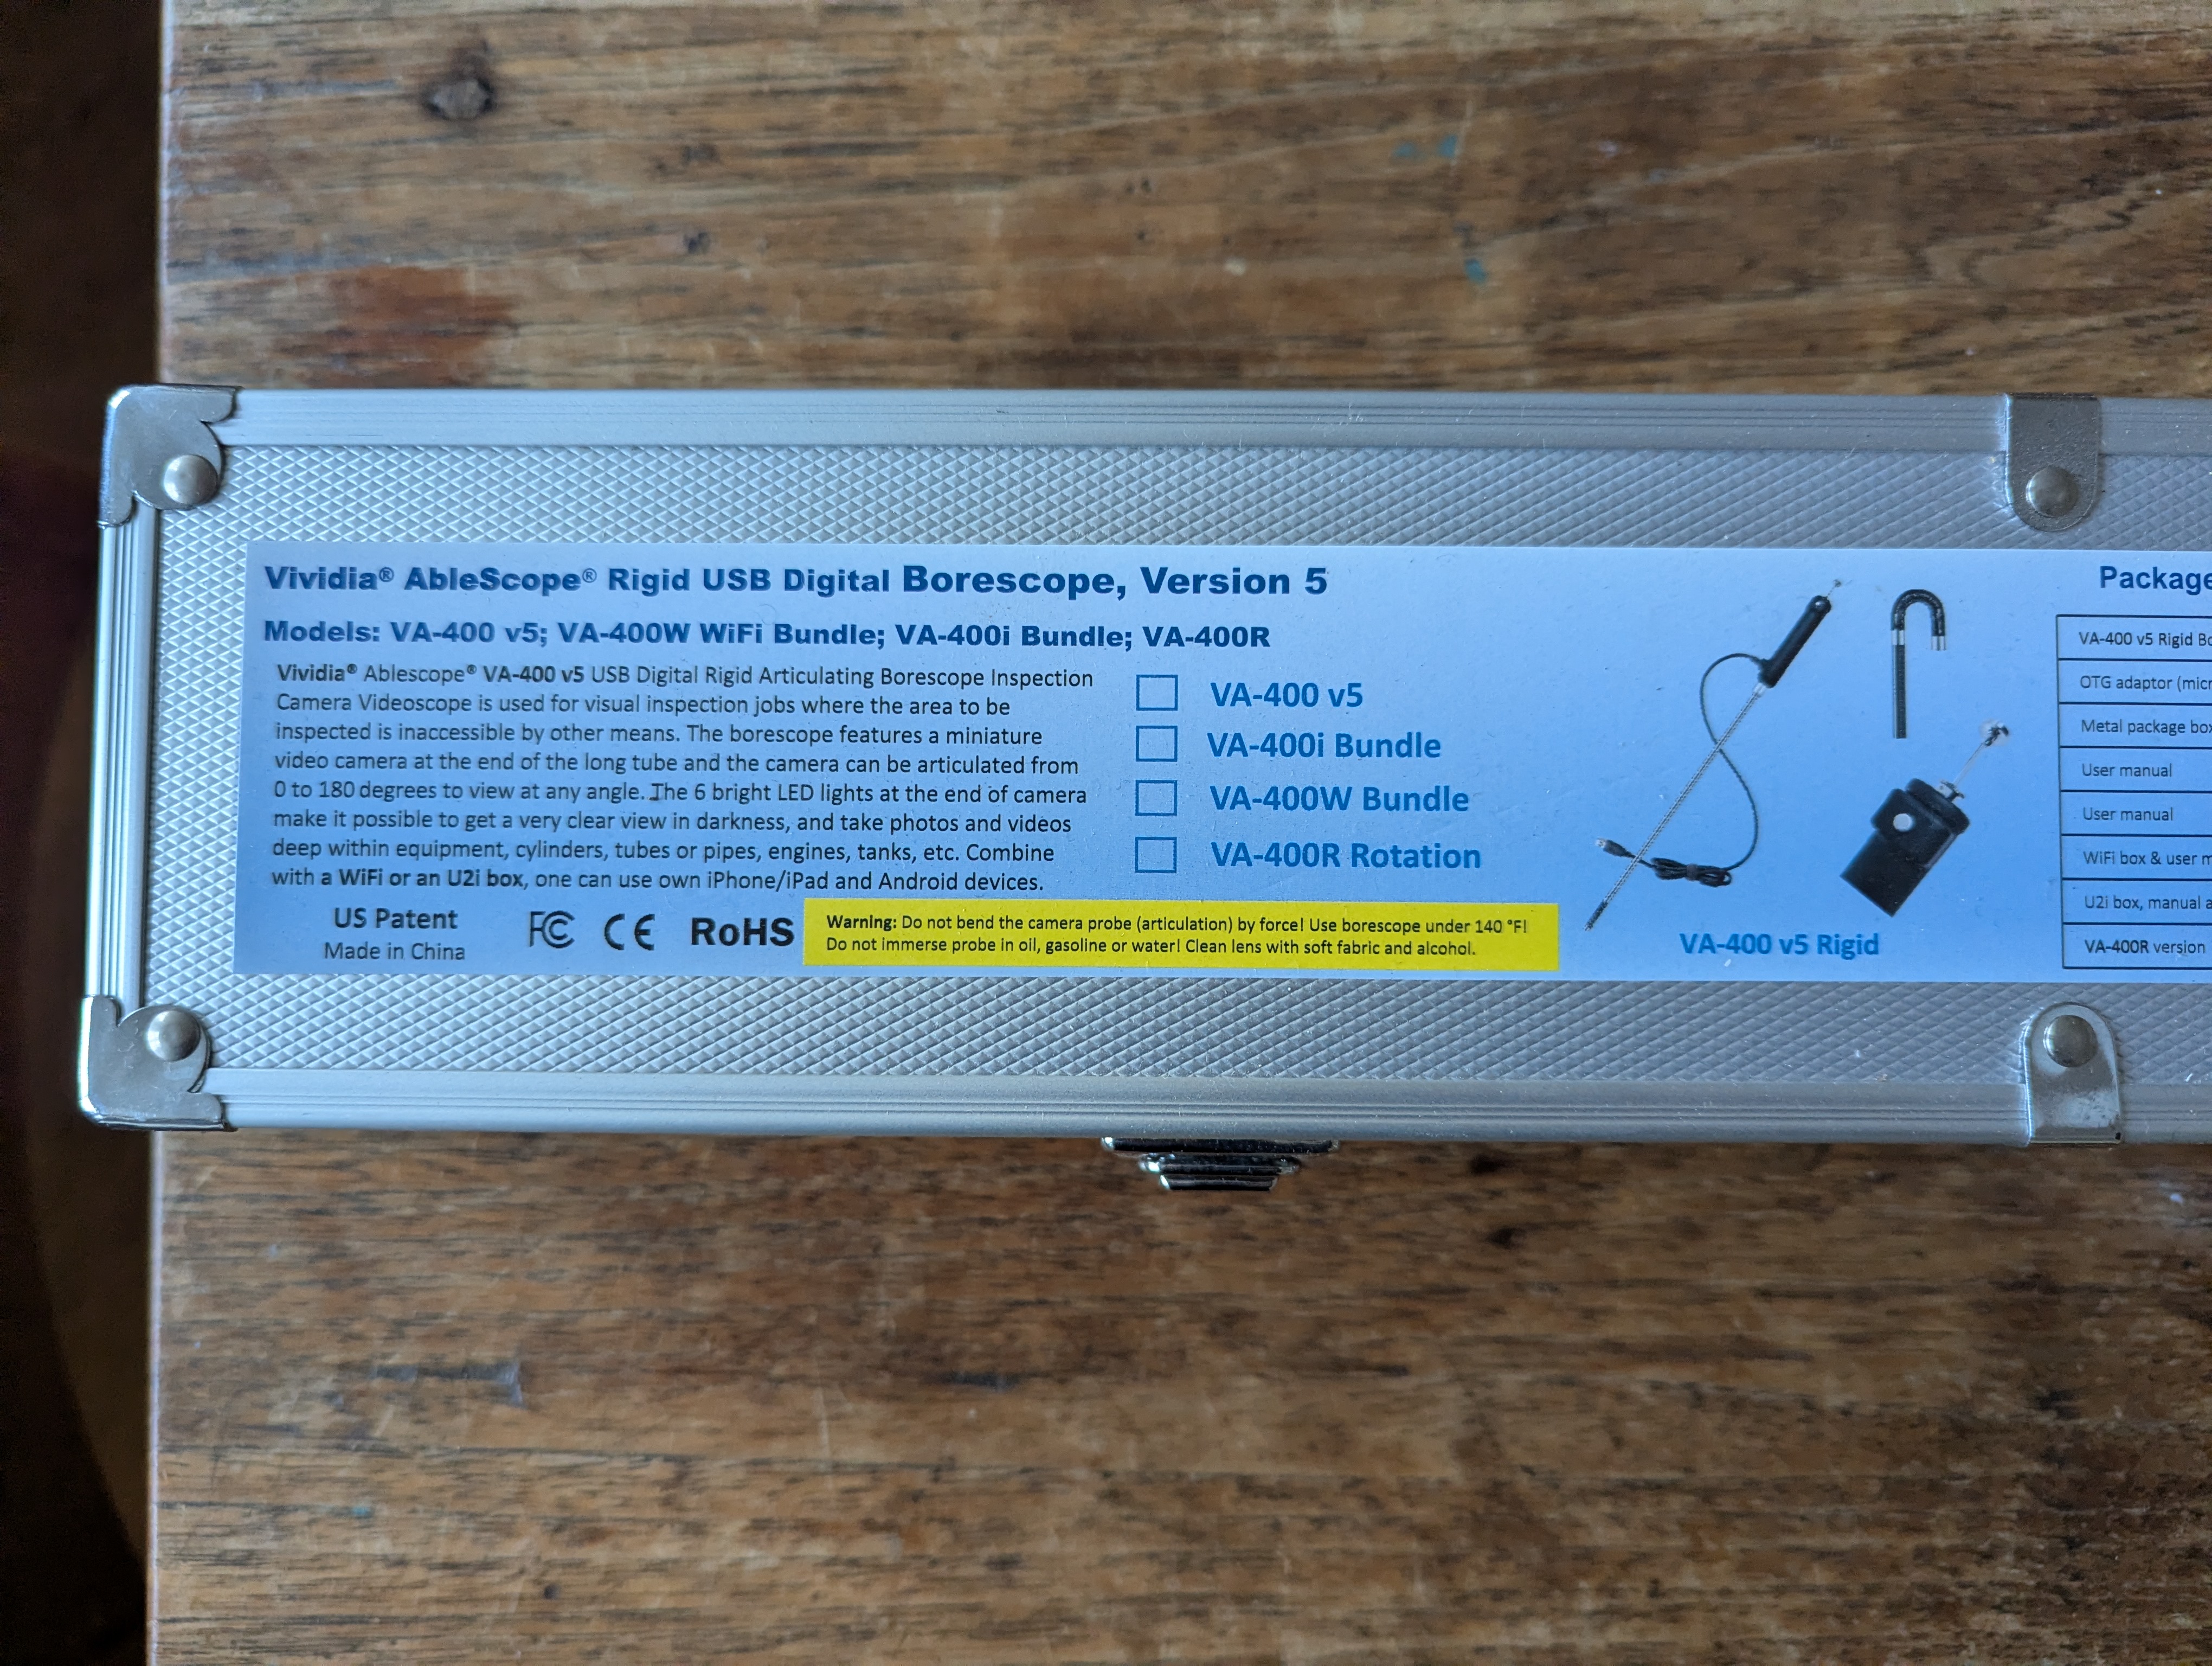 Vividia® AbleScope® Rigid USB Digital Borescope, Version 5
Models: VA-400 v5; VA-400W WiFi Bundle; VA-400i Bundle; VA-400R
Vividia® Ablescope® VA-400 v5 USB Digital Rigid Articulating Borescope Inspection
Camera Videoscope is used for visual inspection jobs where the area to be
inspected is inaccessible by other means. The borescope features a miniature
video camera at the end of the long tube and the camera can be articulated from
0 to 180 degrees to view at any angle. The 6 bright LED lights at the end of camera
make it possible to get a very clear view in darkness, and take photos and videos
deep within equipment, cylinders, tubes or pipes, engines, tanks, etc. Combine
with a WiFi or an U2i box, one can use own iPhone/iPad and Android devices.
US Patent
Made in China
FC CE RoHS
Warning: Do not bend the camera probe (articulation) by force! Use borescope under 140 °F!
Do not immerse probe in oil, gasoline or water! Clean lens with soft fabric and alcohol.
VA-400 v5
VA-400i Bundle
VA-400W Bundle
VA-400R Rotation
VA-400 v5 Rigid
Package
VA-400 v5 Rigid Bo
OTG adaptor (micr
Metal package box
User manual
User manual
WiFi box & user m
U2i box, manual a
VA-400R version